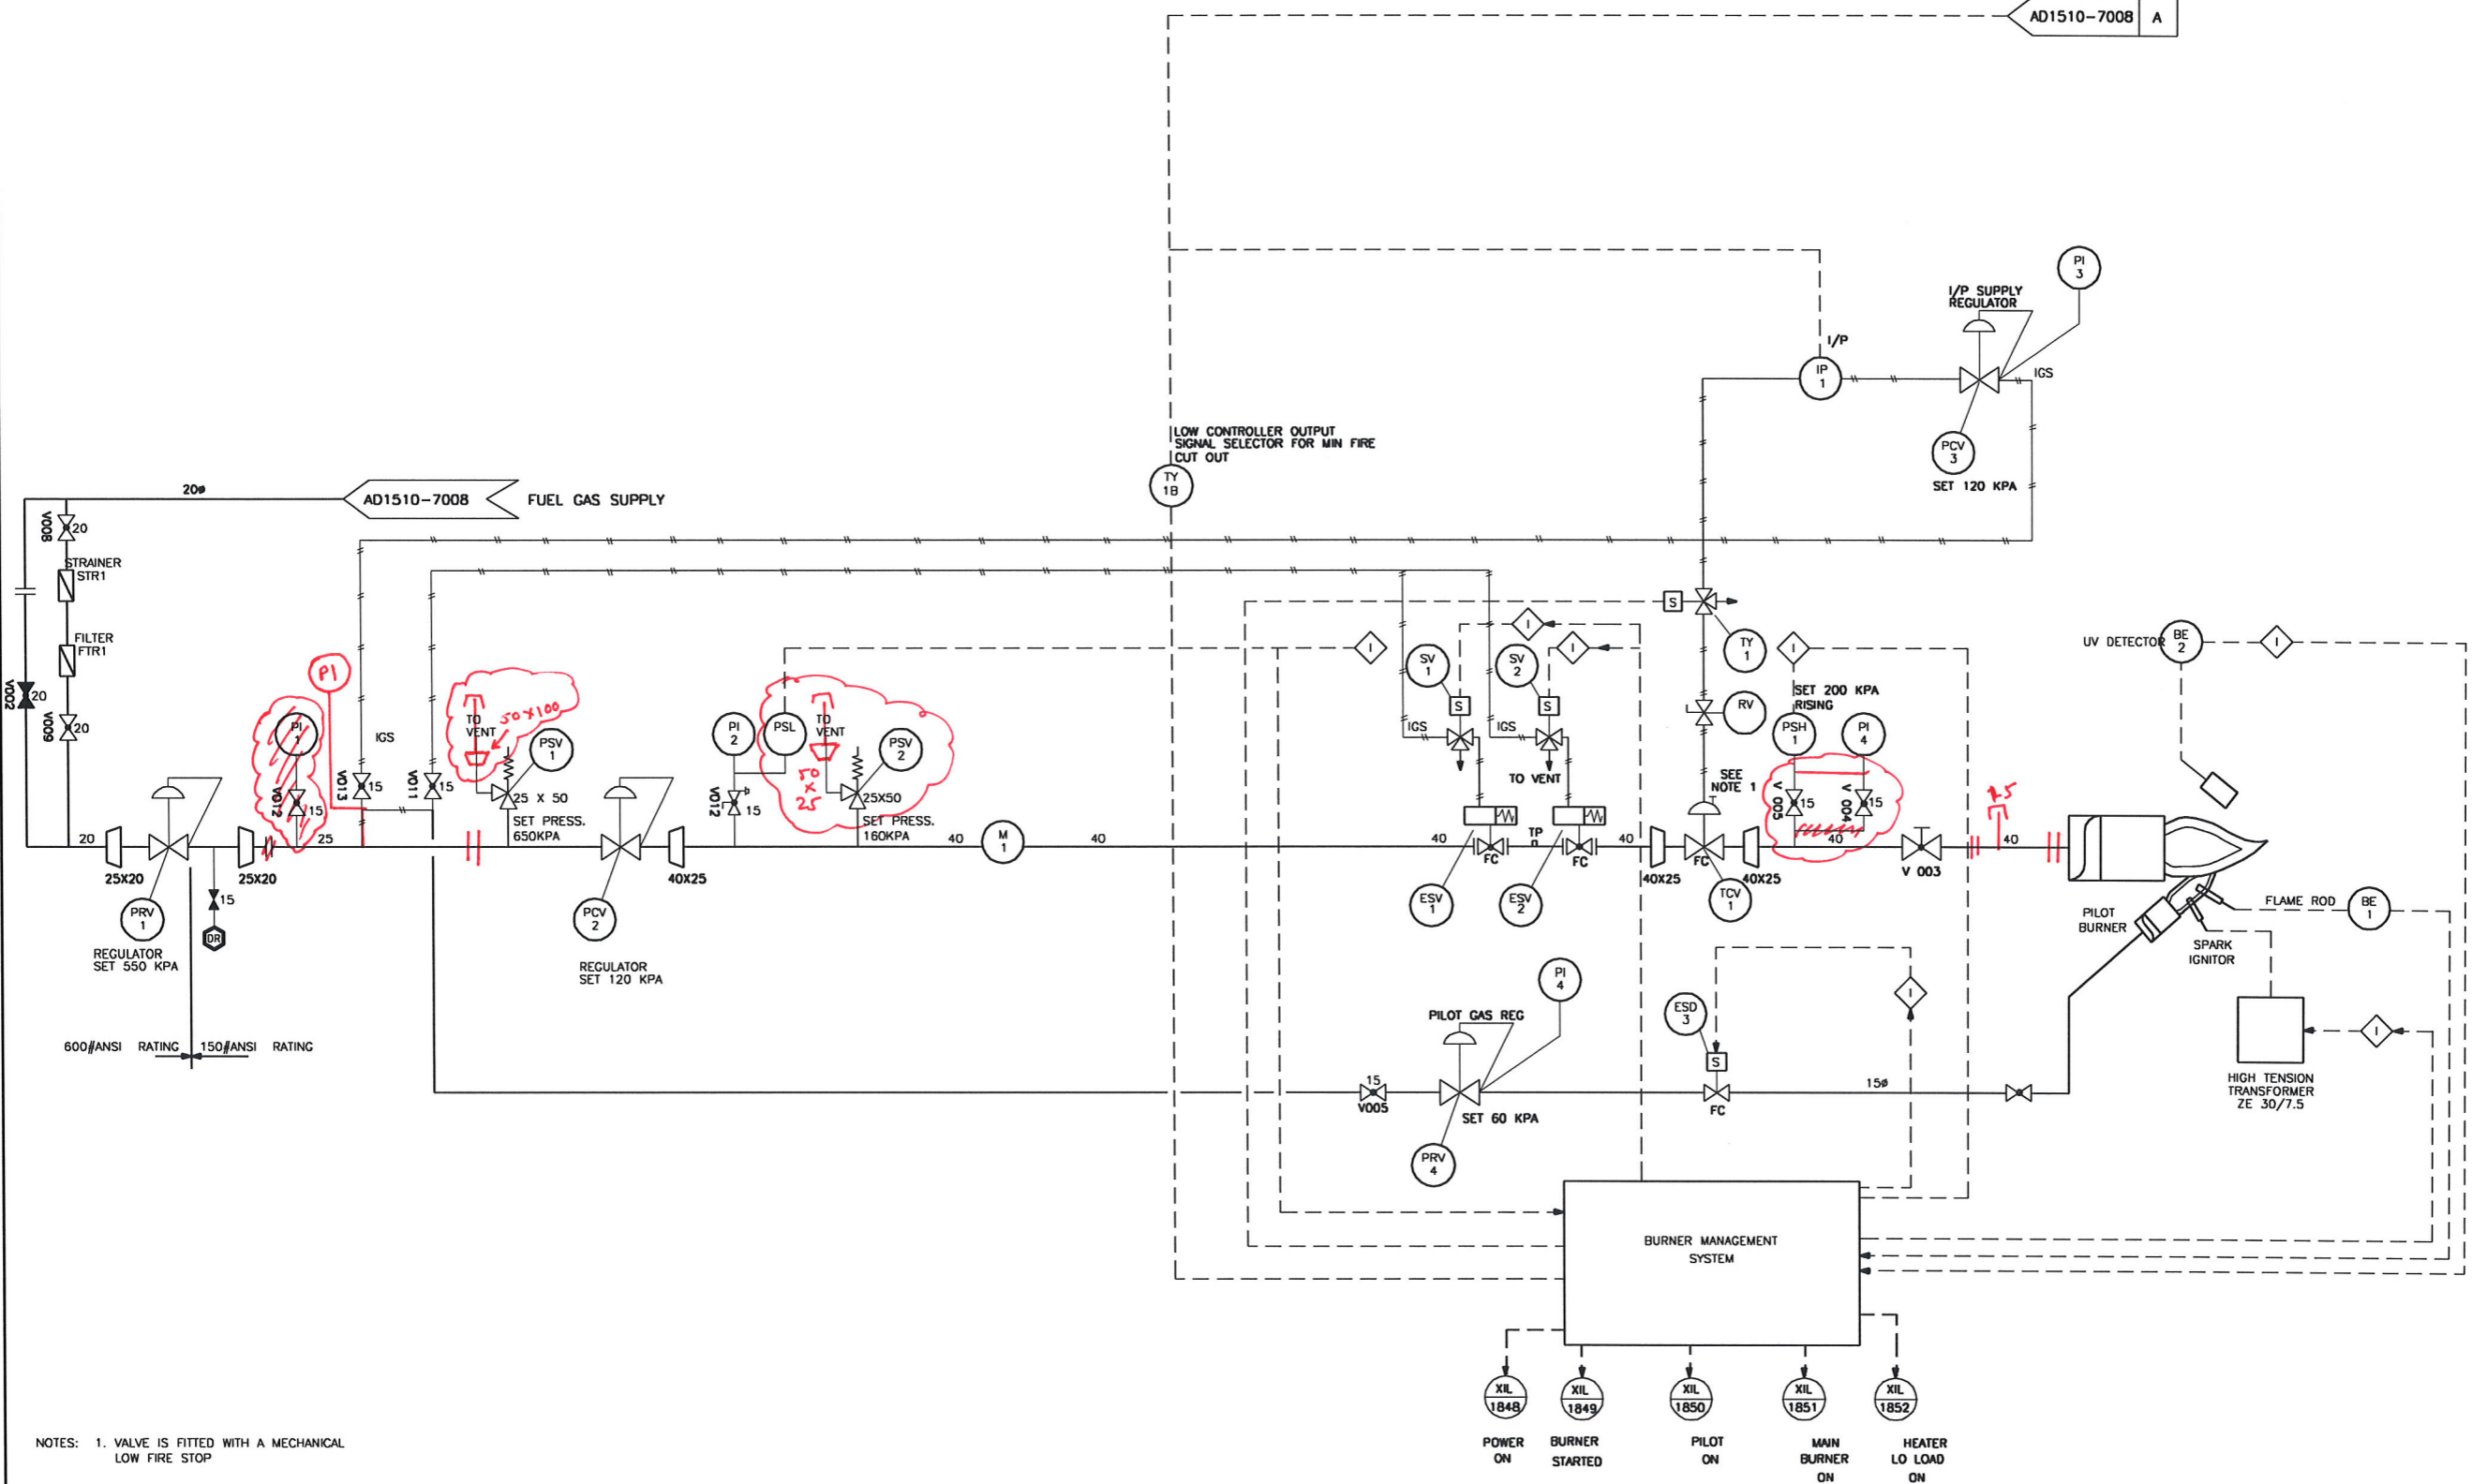 AD1510-7008 A
PI
3
I/P SUPPLY
REGULATOR
I/P
IP
1
IGS
LOW CONTROLLER OUTPUT
SIGNAL SELECTOR FOR MIN FIRE
CUT OUT
PCV
3
SET 120 KPA
TY
1B
20ø
AD1510-7008
FUEL GAS SUPPLY
V008
20
STRAINER
STR1
FILTER
FTR1
V002
20
V009
20
PI
PI
1
V012
15
IGS
V013
15
V011
15
TO
VENT
50X100
PSV
1
25 X 50
SET PRESS.
650KPA
PI
2
PSL
V012
15
TO
VENT
50
X
25
PSV
2
25X50
SET PRESS.
160KPA
SV
1
S
IGS
I
SV
2
S
IGS
I
I
TO VENT
S
TY
1
RV
I
SET 200 KPA
RISING
PSH
1
PI
4
SEE
NOTE 1
V 005
15
V 004
15
25
UV DETECTOR
BE
2
I
20
25X20
25X20
25
40X25
40
M
1
40
40
FC
TP
FC
40
40X25
FC
40X25
40
V 003
40
PRV
1
REGULATOR
SET 550 KPA
15
DR
PCV
2
REGULATOR
SET 120 KPA
ESV
1
ESV
2
TCV
1
PILOT
BURNER
SPARK
IGNITOR
FLAME ROD
BE
1
600#ANSI RATING
150#ANSI RATING
PILOT GAS REG
PI
4
ESD
3
S
FC
I
15
V005
SET 60 KPA
PRV
4
15ø
I
HIGH TENSION
TRANSFORMER
ZE 30/7.5
BURNER MANAGEMENT
SYSTEM
XIL
1848
XIL
1849
XIL
1850
XIL
1851
XIL
1852
POWER
ON
BURNER
STARTED
PILOT
ON
MAIN
BURNER
ON
HEATER
LO LOAD
ON
NOTES: 1. VALVE IS FITTED WITH A MECHANICAL
LOW FIRE STOP